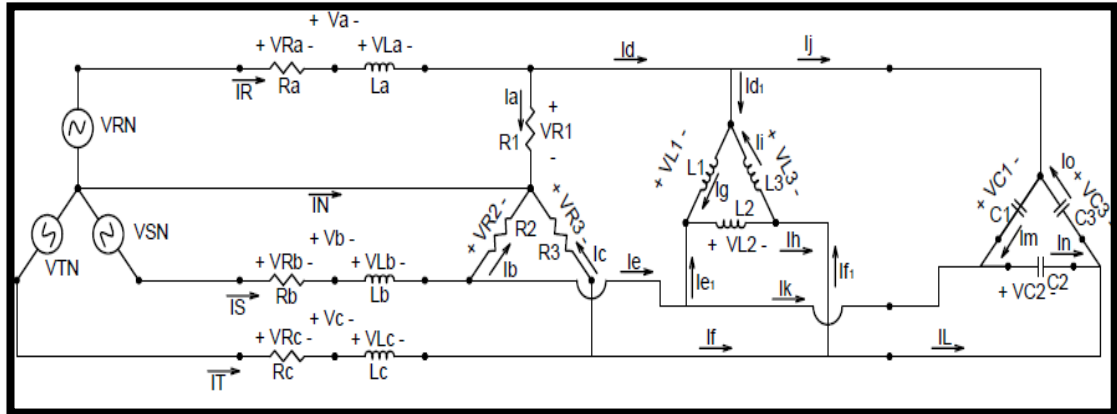 + Va -
+ VRa - + VLa -
IR Ra La
Id Ij
VRN
Ia + VR1 -
R1
Id1
+ VL1 - L1 Ig
Ii + VL3 - L3
L2
+ VL2 - Ih
Io + VC3 - C3
+ VC1 - C1
Im In
+ VC2 - C2
IN
VTN VSN
+ VR2 - R2 Ib
+ VR3 - R3 Ic
+ Vb -
+ VRb - + VLb -
IS Rb Lb
Ie Ie1 Ik If1
+ Vc -
+ VRc - + VLc -
IT Rc Lc
If IL